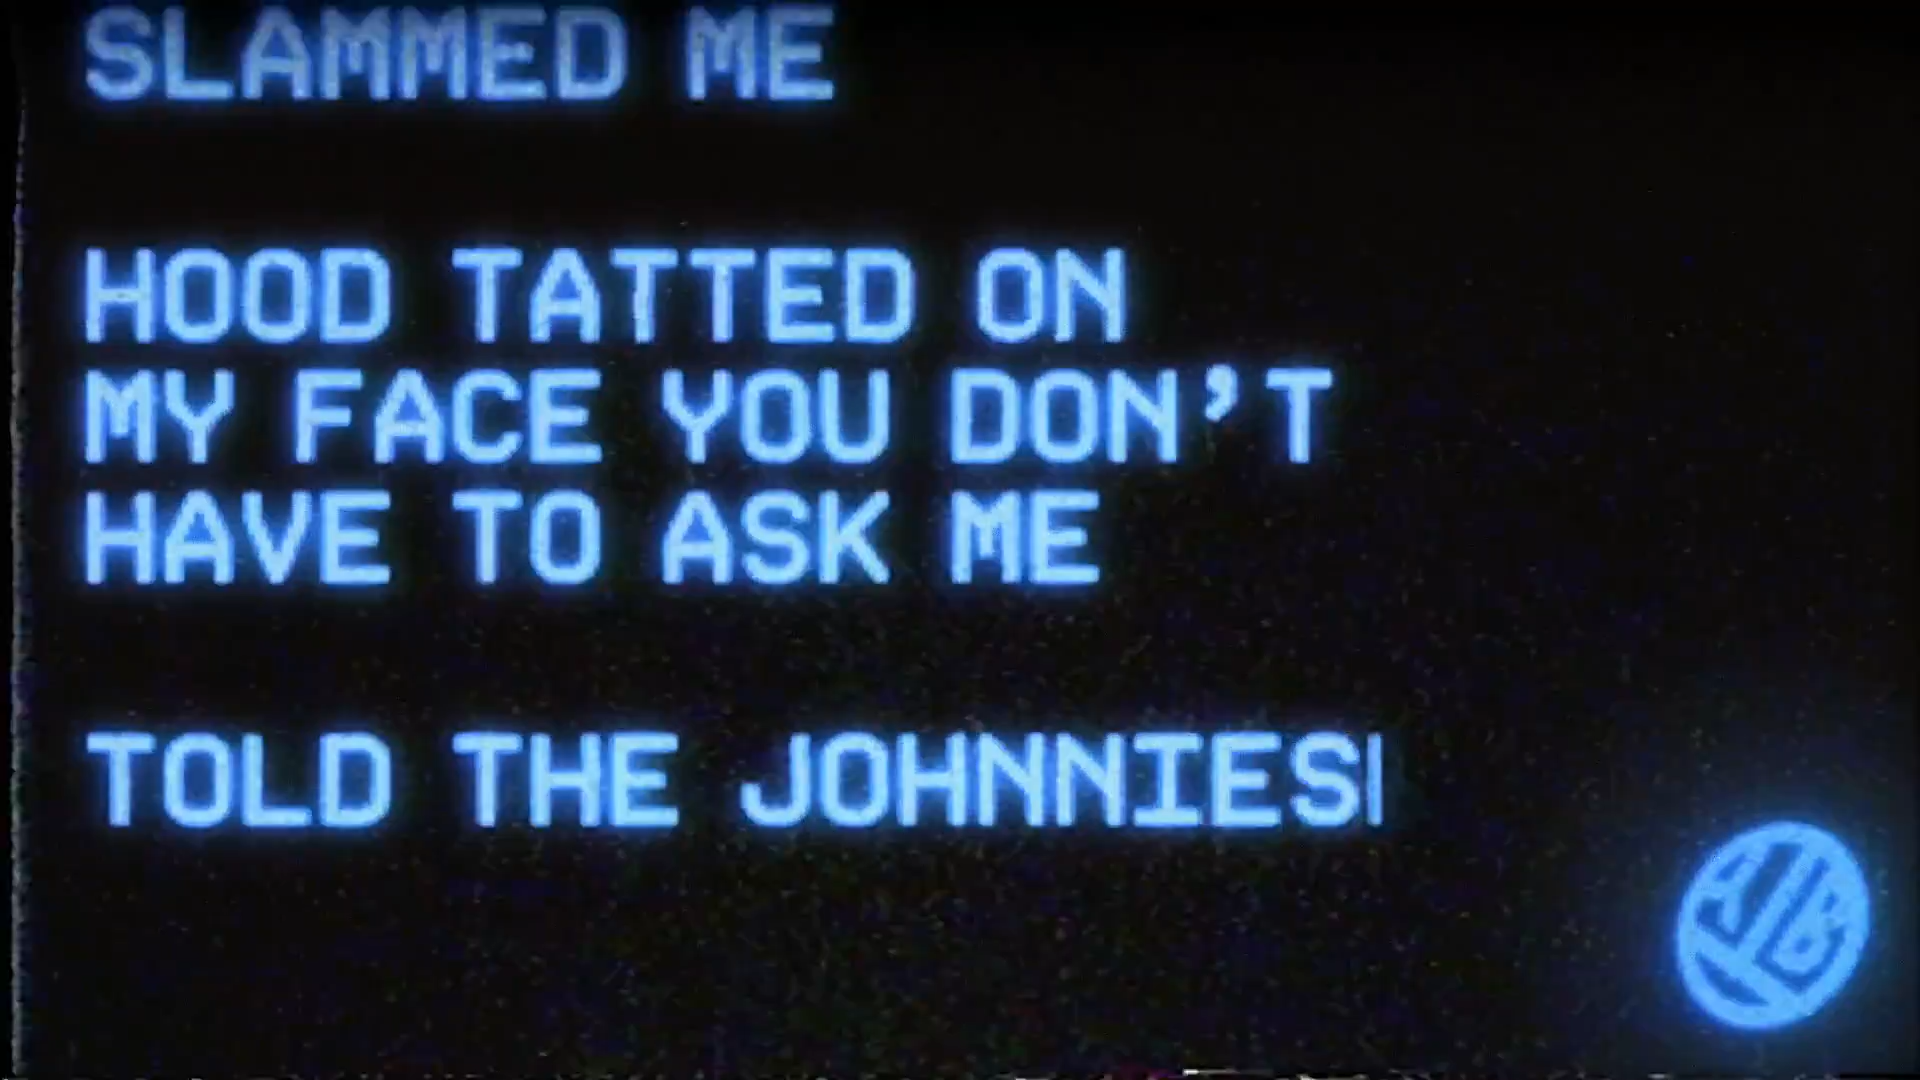 SLAMMED ME
HOOD TATTED ON
MY FACE YOU DON'T
HAVE TO ASK ME
TOLD THE JOHNNIES